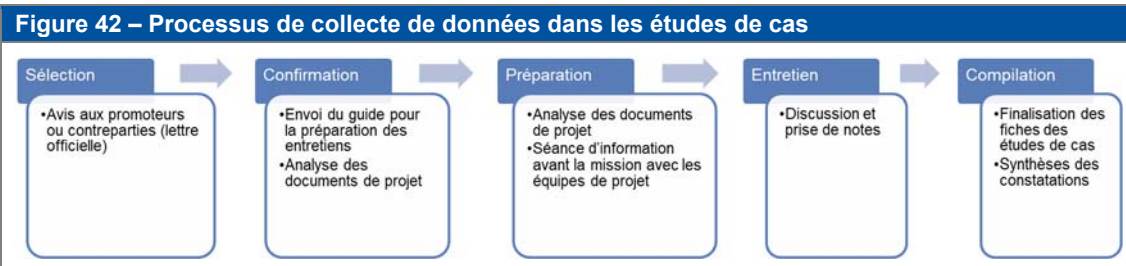 Figure 42 – Processus de collecte de données dans les études de cas
Sélection
•Avis aux promoteurs
ou contreparties (lettre
officielle)
Confirmation
•Envoi du guide pour
la préparation des
entretiens
•Analyse des
documents de projet
Préparation
•Analyse des documents
de projet
•Séance d'information
avant la mission avec les
équipes de projet
Entretien
•Discussion et
prise de notes
Compilation
•Finalisation des
fiches des
études de cas
•Synthèses des
constatations